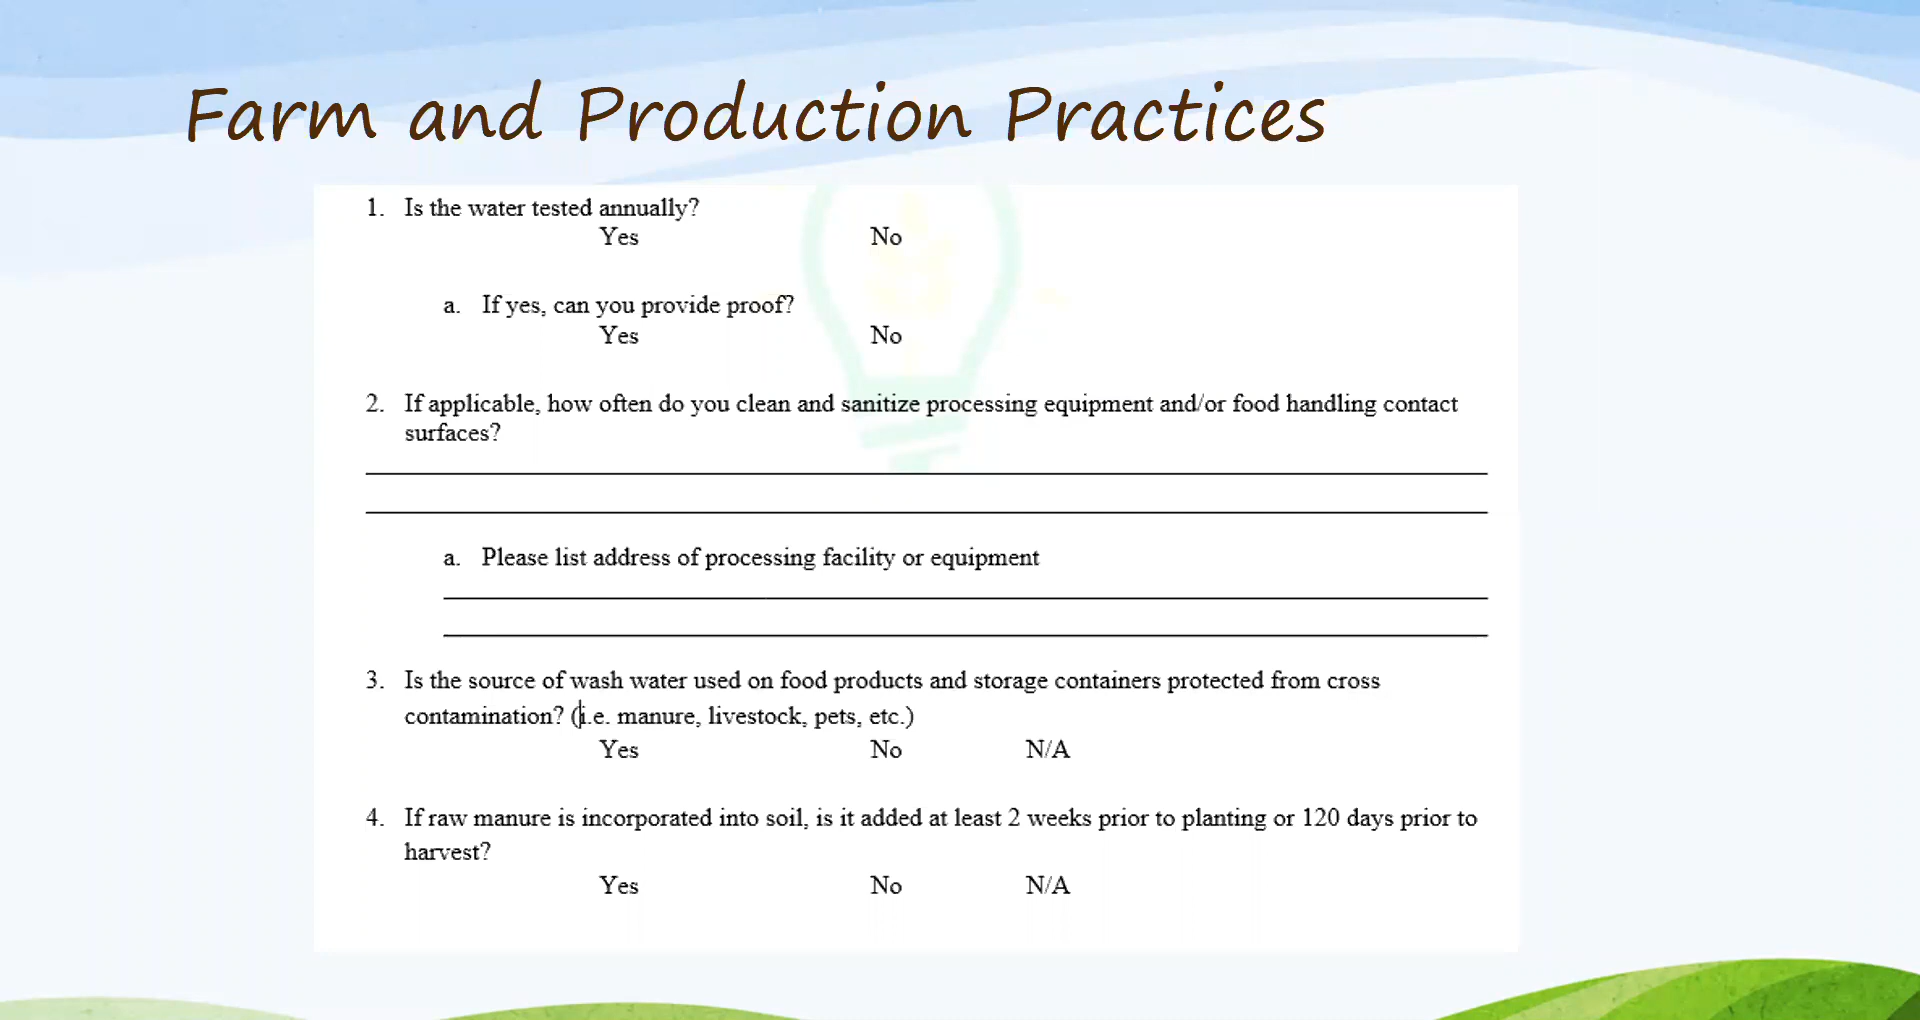 Farm and Production Practices
1. Is the water tested annually?
Yes No
a. If yes, can you provide proof?
Yes No
2. If applicable, how often do you clean and sanitize processing equipment and/or food handling contact
surfaces?
a. Please list address of processing facility or equipment
3. Is the source of wash water used on food products and storage containers protected from cross
contamination? (i.e. manure, livestock, pets, etc.)
Yes No N/A
4. If raw manure is incorporated into soil, is it added at least 2 weeks prior to planting or 120 days prior to
harvest?
Yes No N/A